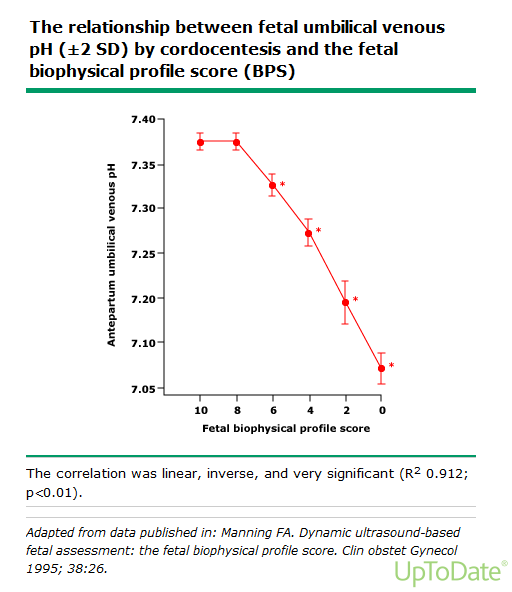 The relationship between fetal umbilical venous
pH (±2 SD) by cordocentesis and the fetal
biophysical profile score (BPS)
7.40
7.35
7.30
7.25
7.20
7.10
7.05
Antepartum umbilical venous pH
*
*
*
*
10 8 6 4 2 0
Fetal biophysical profile score
The correlation was linear, inverse, and very significant (R2 0.912;
p<0.01).
Adapted from data published in: Manning FA. Dynamic ultrasound-based
fetal assessment: the fetal biophysical profile score. Clin obstet Gynecol
1995; 38:26.
UpToDate®